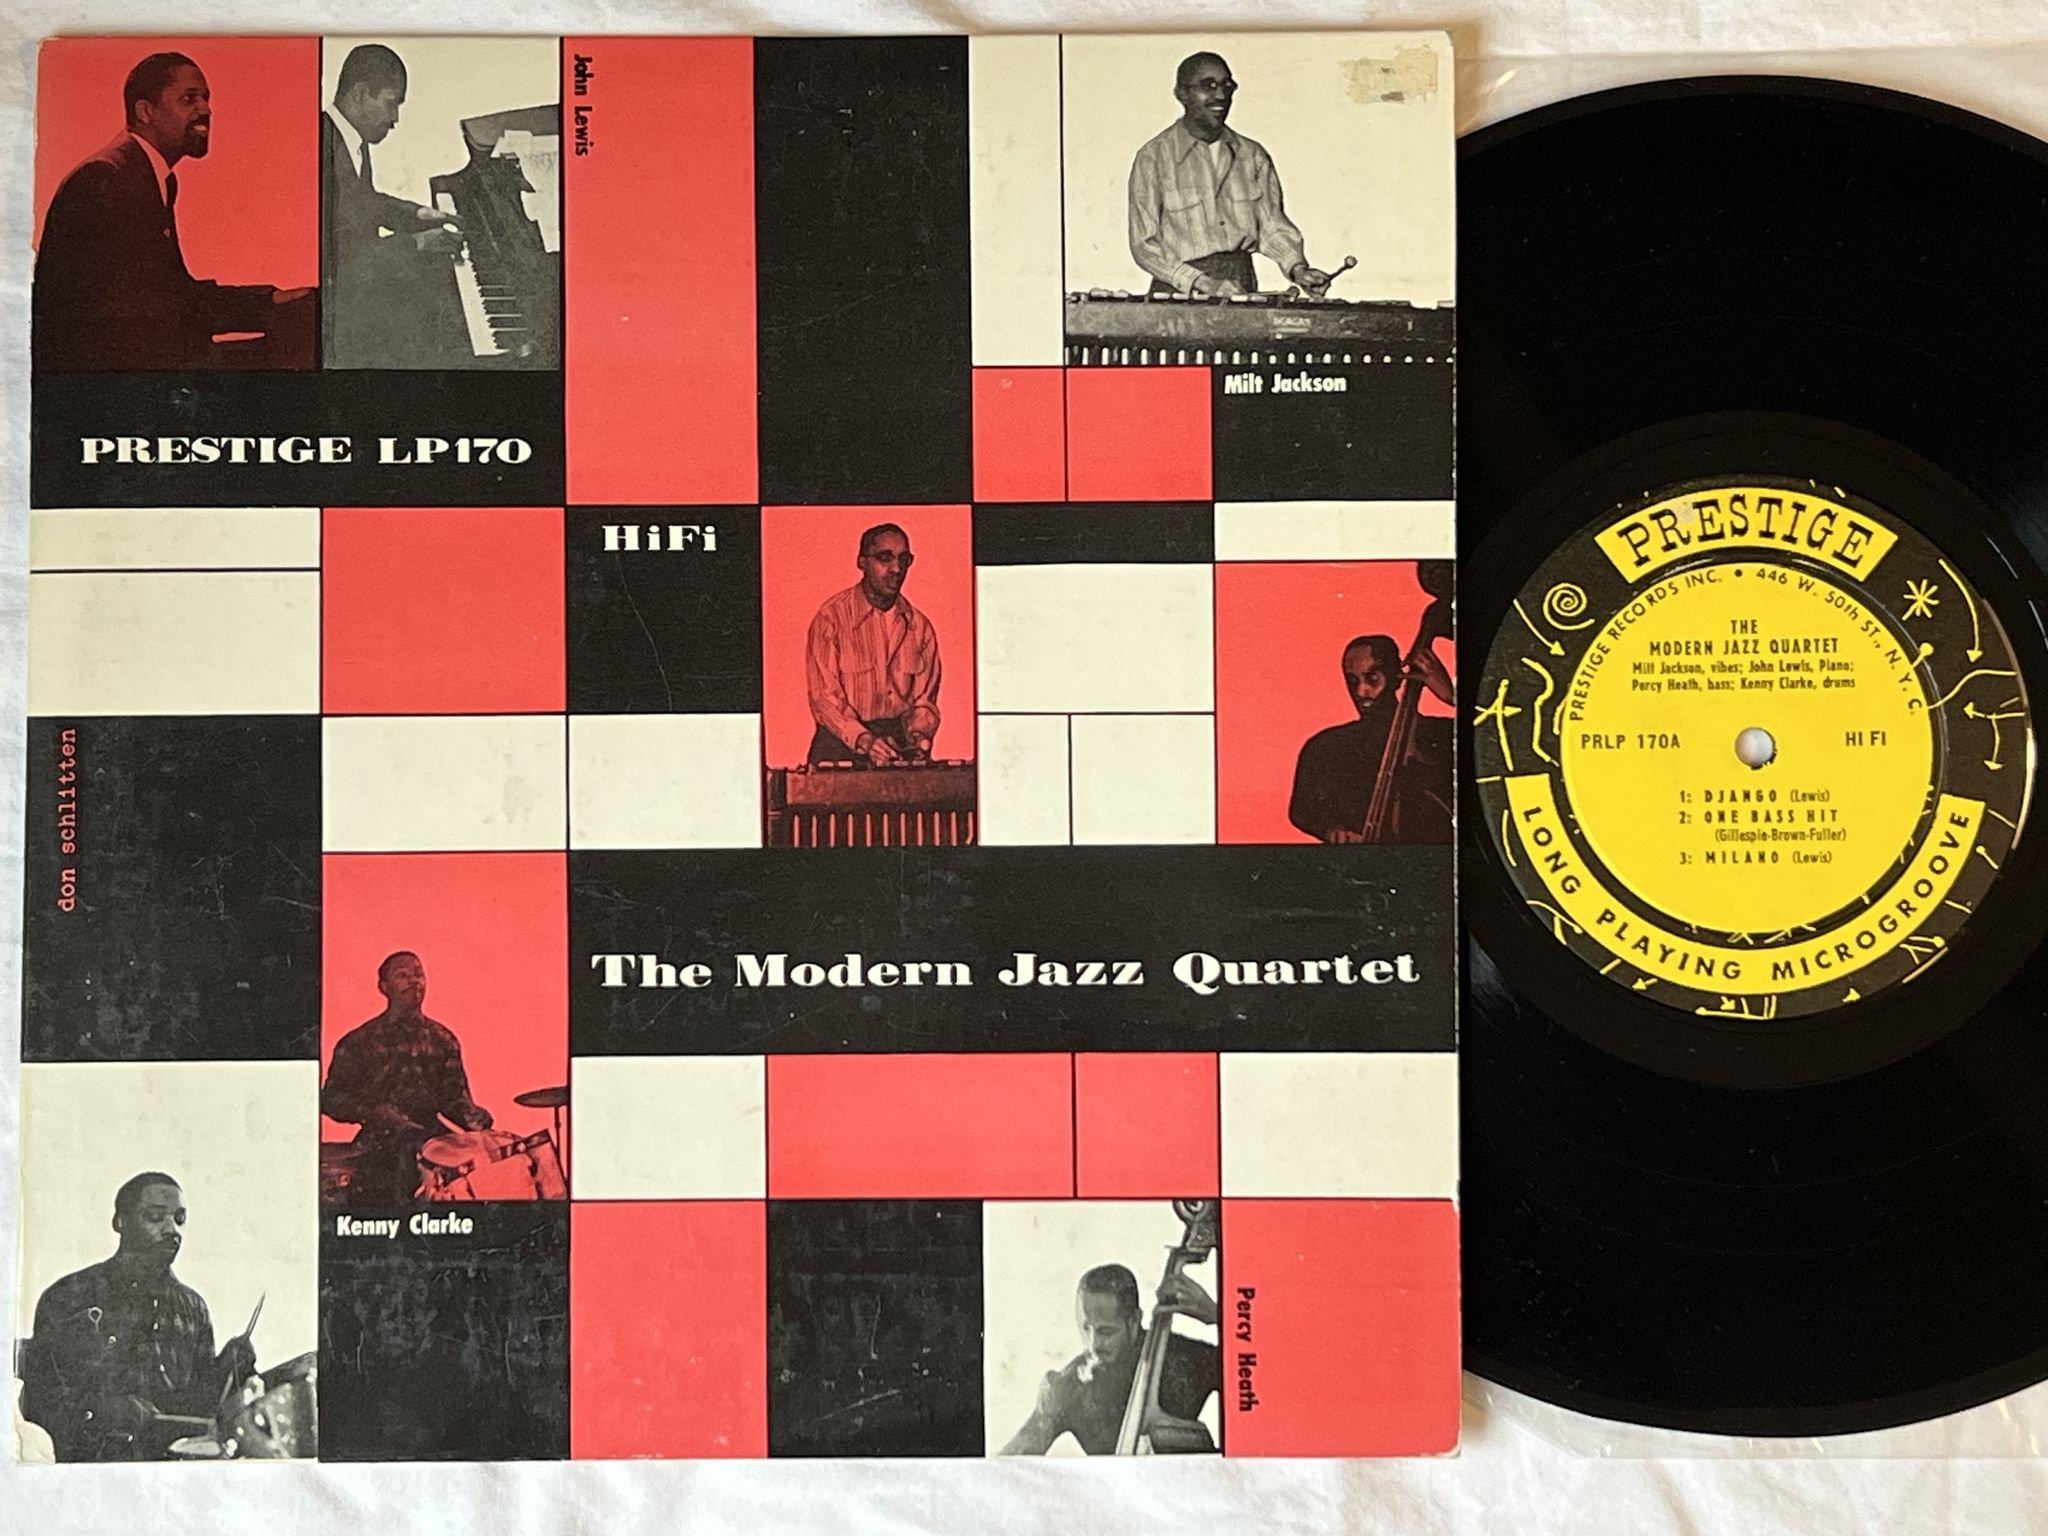 John Lewis
Milt Jackson
PRESTIGE LP170
HiFi
don schlitten
The Modern Jazz Quartet
Kenny Clarke
Percy Heath
PRESTIGE
PRESTIGE RECORDS INC. • 446 W. 50th ST., N.Y.C.
THE
MODERN JAZZ QUARTET
Milt Jackson, vibes; John Lewis, Piano;
Percy Heath, bass; Kenny Clarke, drums
PRLP 170A HI FI
1: DJANGO (Lewis)
2: ONE BASS HIT
(Gillespie-Brown-Fuller)
3: MILANO (Lewis)
LONG PLAYING MICROGROOVE